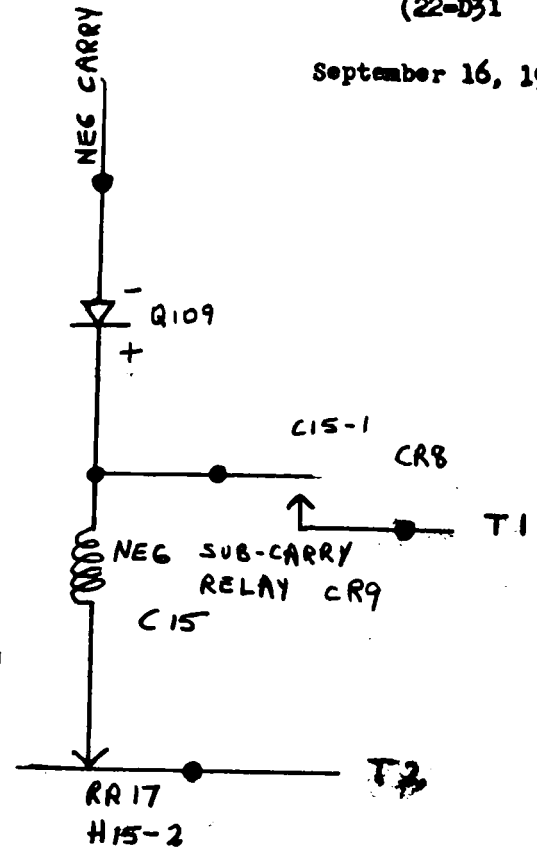 (22-D31
September 16, 19
NEG CARRY
-
Q109
+
C15-1
CR8
T1
NEG SUB-CARRY
RELAY CR9
C15
T2
RR17
H15-2